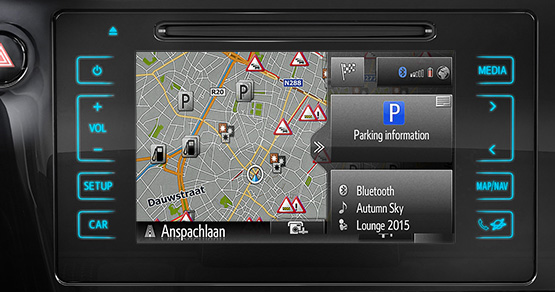 N288
R20
P
P
P
Parking information
Dauwstraat
Anspachlaan
Bluetooth
Autumn Sky
Lounge 2015
+
VOL
−
SETUP
CAR
MEDIA
MAP/NAV